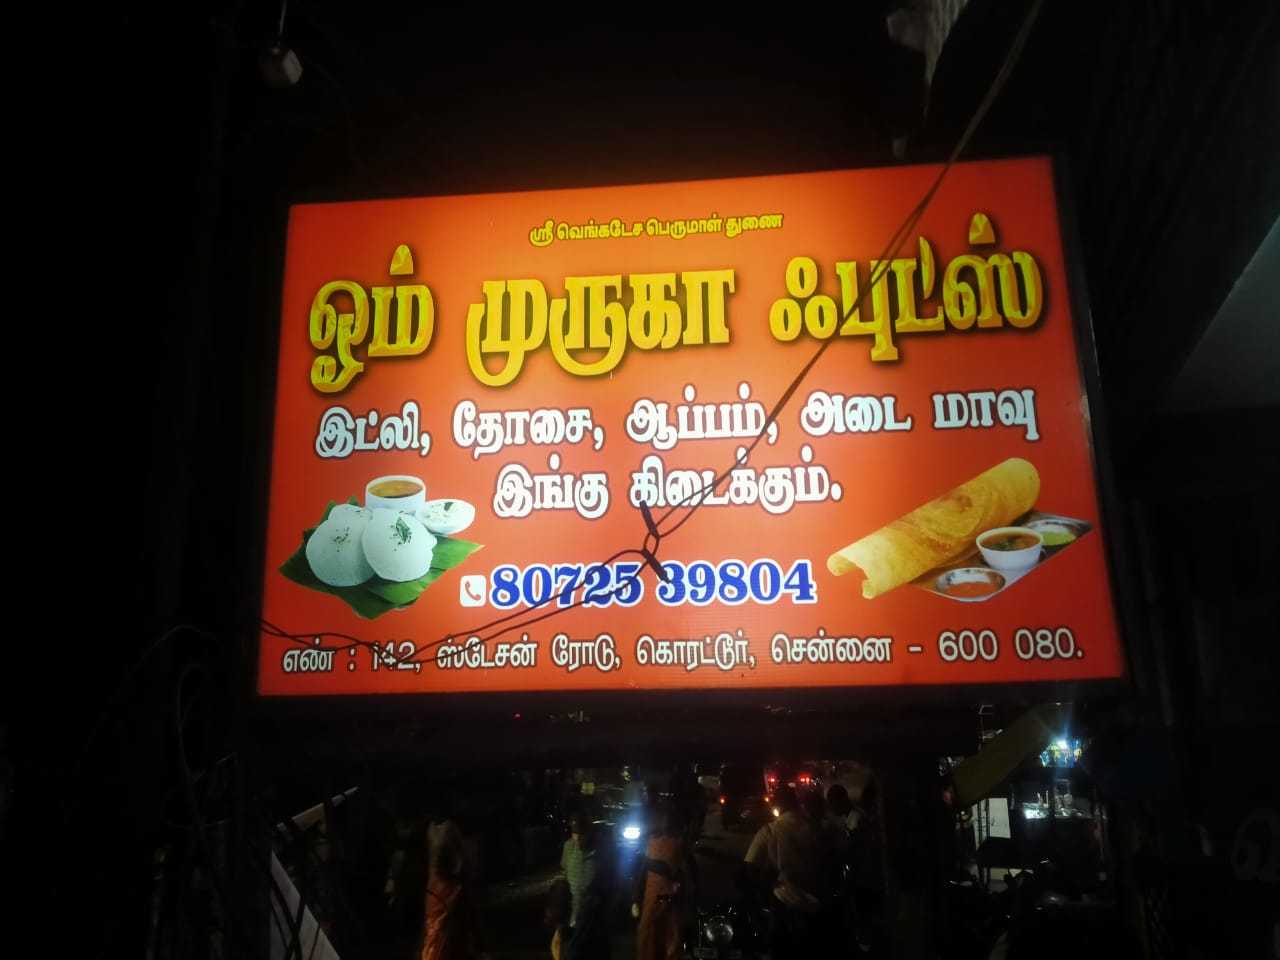 ஸ்ரீ வெங்கடேச பெருமாள் துணை
ஓம் முருகா ஃபுட்ஸ்
இட்லி, தோசை, ஆப்பம், அடை மாவு
இங்கு கிடைக்கும்.
80725 39804
எண் : 142, ஸ்டேசன் ரோடு, கொரட்டூர், சென்னை - 600 080.